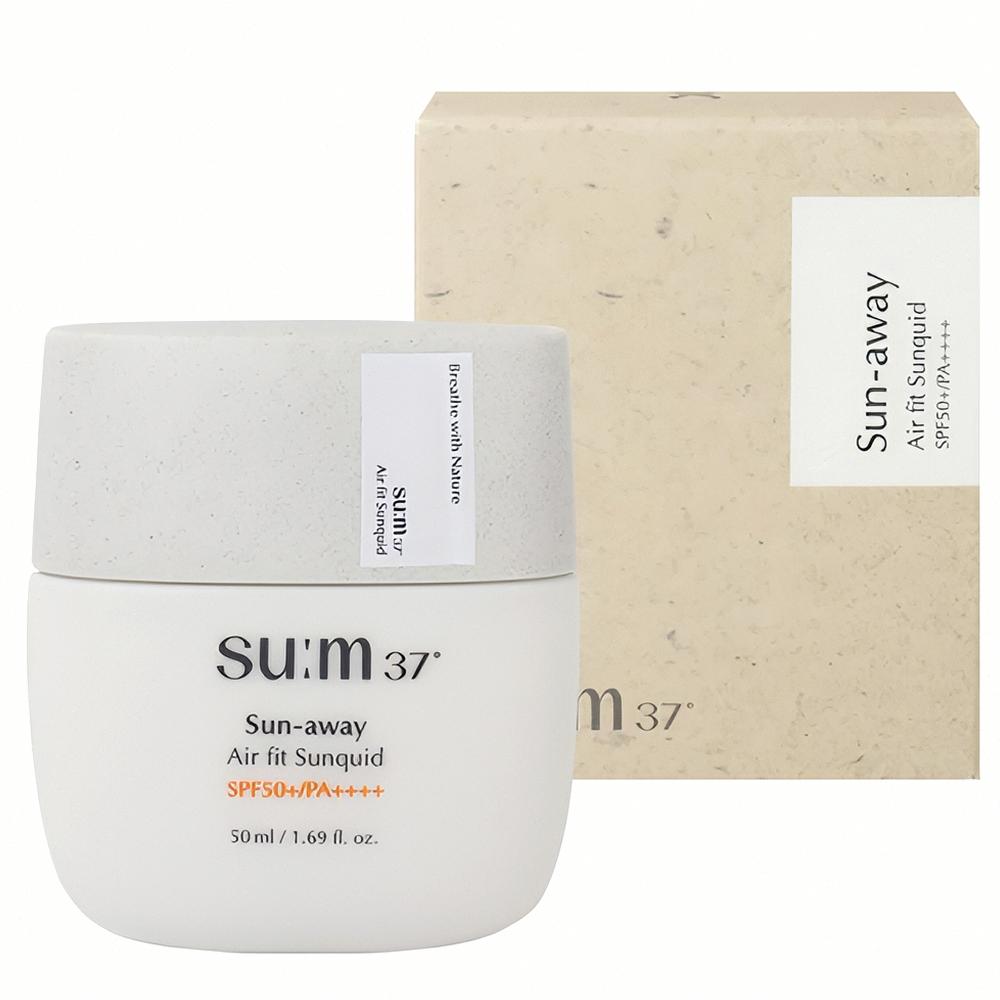 Breathe with Nature
su:m 37°
Air fit Sunquid
su:m 37°
Sun-away
Air fit Sunquid
SPF50+/PA++++
50 ml / 1.69 fl. oz.
Sun-away
Air fit Sunquid
SPF50+/PA++++
m 37°